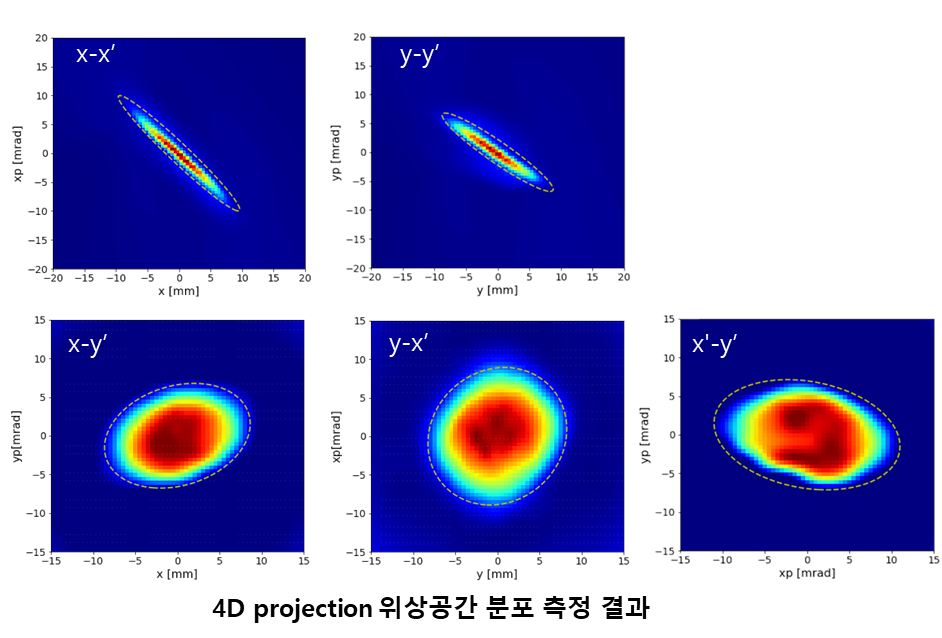 x-x′
20
15
10
5
0
−5
−10
−15
−20
xp [mrad]
−20 −15 −10 −5 0 5 10 15 20
x [mm]
y-y′
20
15
10
5
0
−5
−10
−15
−20
yp [mrad]
−20 −15 −10 −5 0 5 10 15 20
y [mm]
x-y′
15
10
5
0
−5
−10
−15
yp[mrad]
−15 −10 −5 0 5 10 15
x [mm]
y-x′
15
10
5
0
−5
−10
−15
xp[mrad]
−15 −10 −5 0 5 10 15
y [mm]
x'-y′
15
10
5
0
−5
−10
−15
yp [mrad]
−15 −10 −5 0 5 10 15
xp [mrad]
4D projection 위상공간 분포 측정 결과